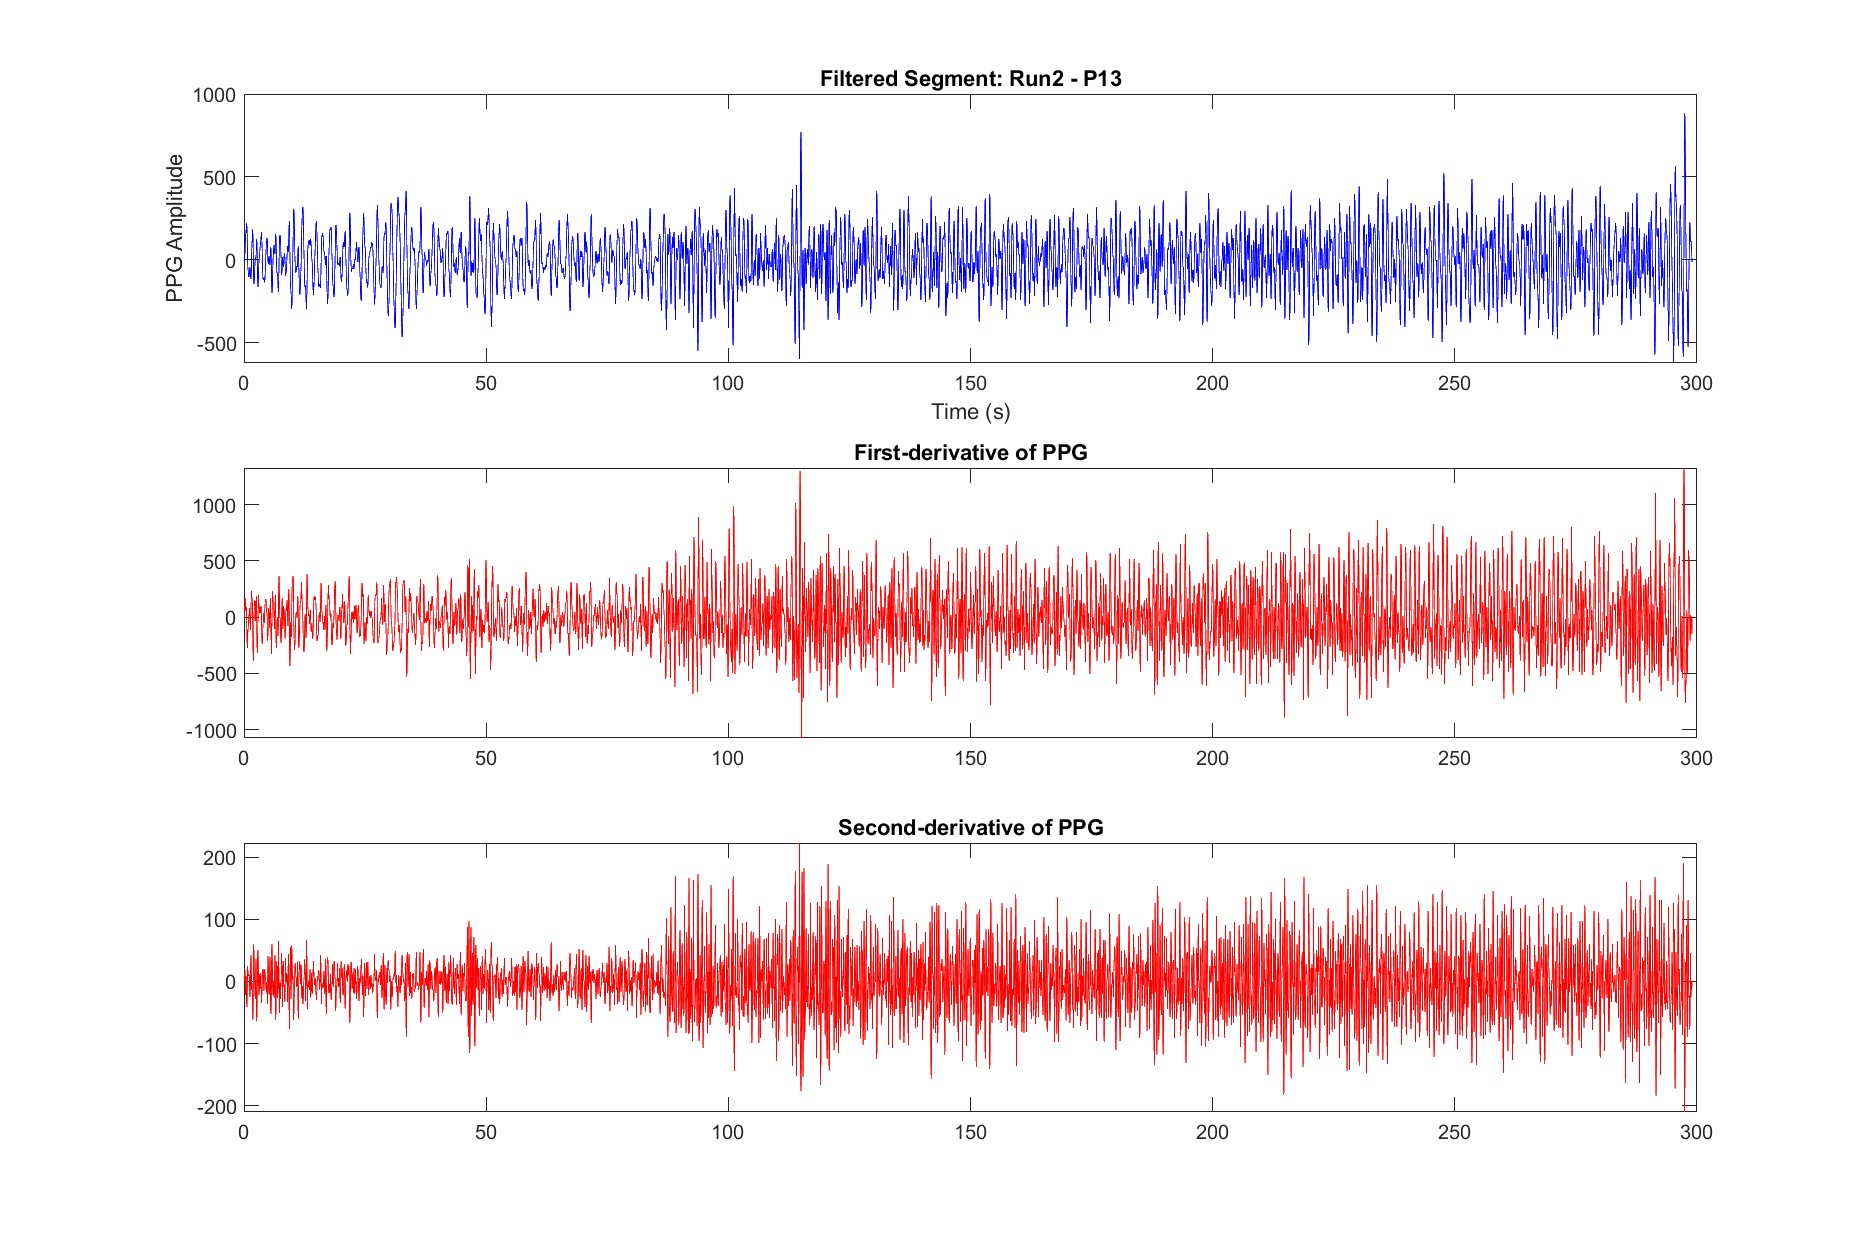 Filtered Segment: Run2 - P13
1000
500
0
-500
PPG Amplitude
0 50 100 150 200 250 300
Time (s)
First-derivative of PPG
1000
500
0
-500
-1000
0 50 100 150 200 250 300
Second-derivative of PPG
200
100
0
-100
-200
0 50 100 150 200 250 300